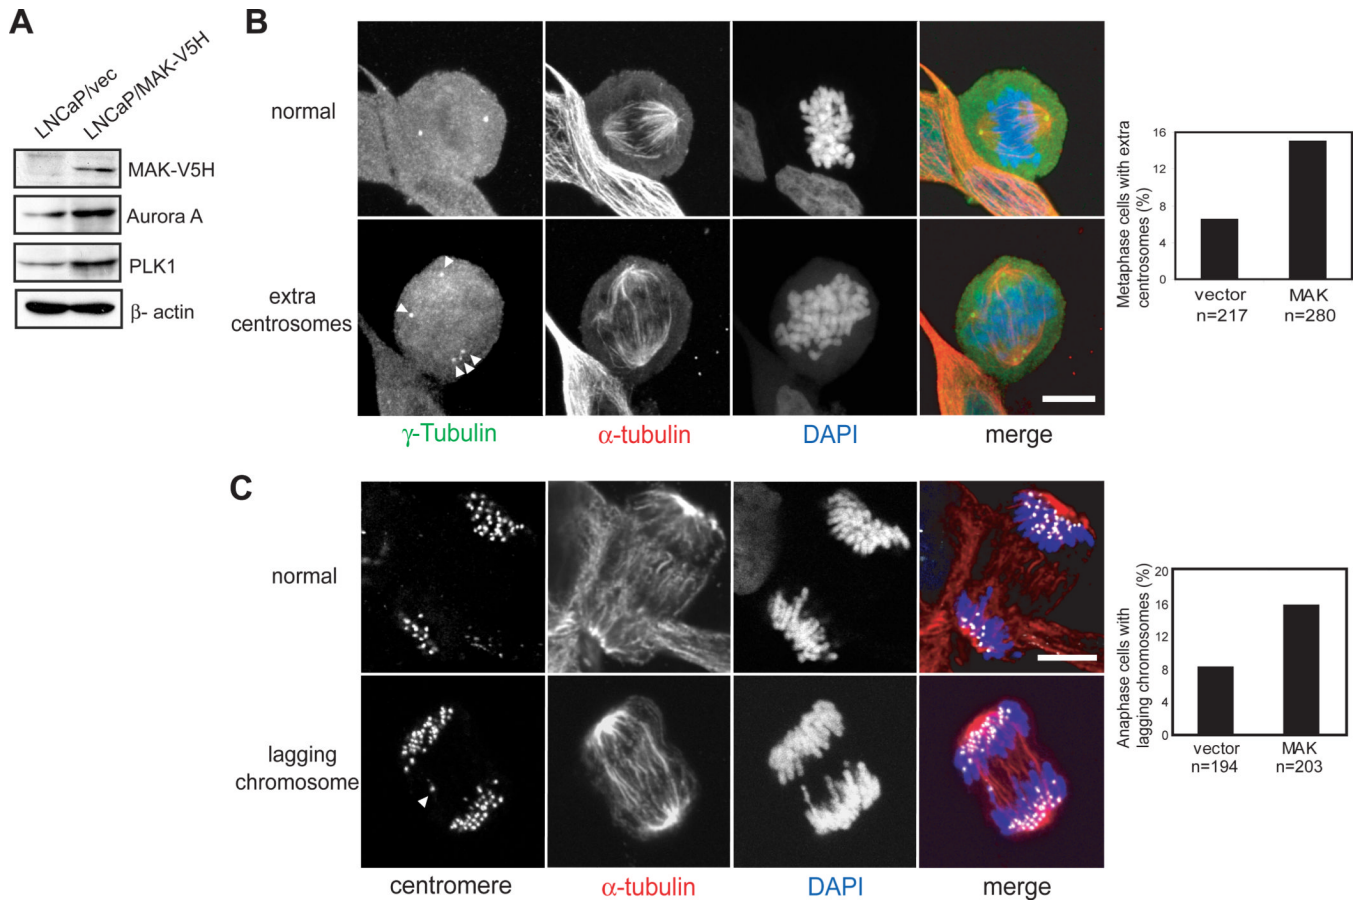 A
LNCaP/vec
LNCaP/MAK-V5H
MAK-V5H
Aurora A
PLK1
β- actin
B
normal
extra
centrosomes
γ-Tubulin
α-tubulin
DAPI
merge
Metaphase cells with extra
centrosomes (%)
16
12
8
4
0
vector
n=217
MAK
n=280
C
normal
lagging
chromosome
centromere
α-tubulin
DAPI
merge
Anaphase cells with
lagging chromosomes (%)
20
16
12
8
4
0
vector
n=194
MAK
n=203